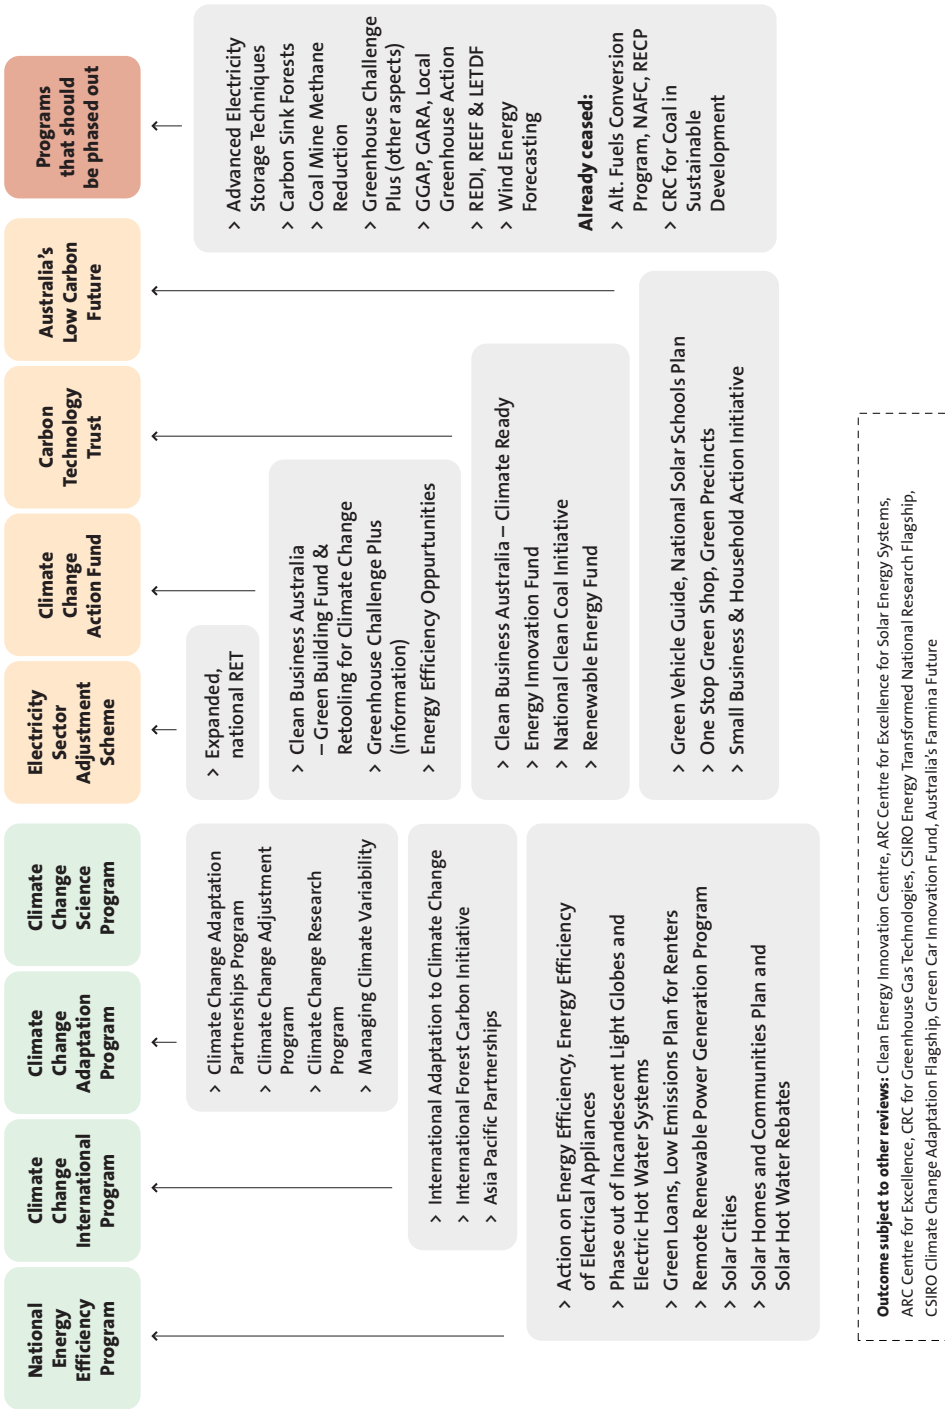 National
Energy
Efficiency
Program
Climate
Change
International
Program
Climate
Change
Adaptation
Program
Climate
Change
Science
Program
Electricity
Sector
Adjustment
Scheme
Climate
Change
Action Fund
Carbon
Technology
Trust
Australia's
Low Carbon
Future
Programs
that should
be phased out
> Action on Energy Efficiency, Energy Efficiency
of Electrical Appliances
> Phase out of Incandescent Light Globes and
Electric Hot Water Systems
> Green Loans, Low Emissions Plan for Renters
> Remote Renewable Power Generation Program
> Solar Cities
> Solar Homes and Communities Plan and
Solar Hot Water Rebates
> International Adaptation to Climate Change
> International Forest Carbon Initiative
> Asia Pacific Partnerships
> Climate Change Adaptation
Partnerships Program
> Climate Change Adjustment
Program
> Climate Change Research
Program
> Managing Climate Variability
> Expanded,
national RET
> Clean Business Australia
– Green Building Fund &
Retooling for Climate Change
> Greenhouse Challenge Plus
(information)
> Energy Efficiency Oppurtunities
> Clean Business Australia – Climate Ready
> Energy Innovation Fund
> National Clean Coal Initiative
> Renewable Energy Fund
> Green Vehicle Guide, National Solar Schools Plan
> One Stop Green Shop, Green Precincts
> Small Business & Household Action Initiative
> Advanced Electricity
Storage Techniques
> Carbon Sink Forests
> Coal Mine Methane
Reduction
> Greenhouse Challenge
Plus (other aspects)
> GGAP, GARA, Local
Greenhouse Action
> REDI, REEF & LETDF
> Wind Energy
Forecasting
Already ceased:
> Alt. Fuels Conversion
Program, NAFC, RECP
> CRC for Coal in
Sustainable
Development
Outcome subject to other reviews: Clean Energy Innovation Centre, ARC Centre for Excellence for Solar Energy Systems,
ARC Centre for Excellence, CRC for Greenhouse Gas Technologies, CSIRO Energy Transformed National Research Flagship,
CSIRO Climate Change Adaptation Flagship, Green Car Innovation Fund, Australia's Farmina Future